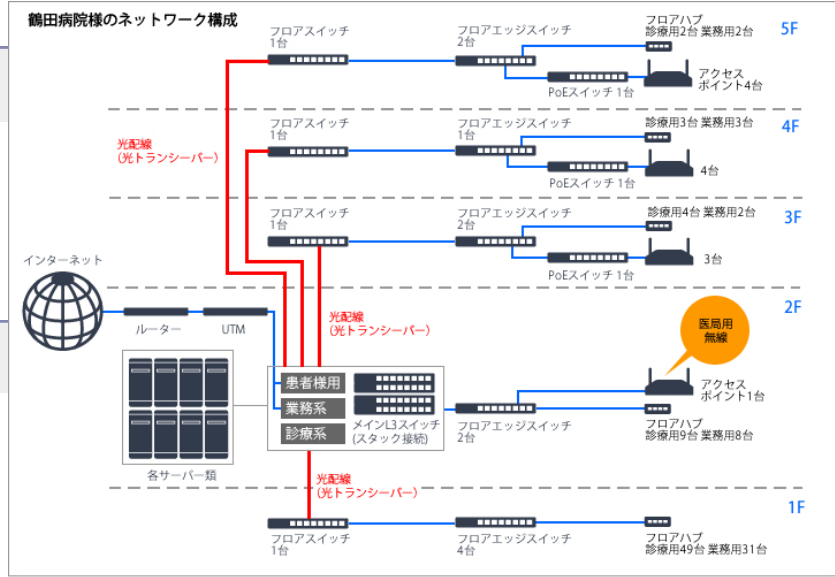 鶴田病院様のネットワーク構成
5F
フロアスイッチ
1台
フロアエッジスイッチ
2台
フロアハブ
診療用2台 業務用2台
PoEスイッチ 1台
アクセス
ポイント4台
4F
フロアスイッチ
1台
フロアエッジスイッチ
1台
診療用3台 業務用3台
PoEスイッチ 1台
4台
光配線
(光トランシーバー)
3F
フロアスイッチ
1台
フロアエッジスイッチ
2台
診療用4台 業務用2台
PoEスイッチ 1台
3台
2F
インターネット
ルーター
UTM
光配線
(光トランシーバー)
医局用
無線
患者様用
業務系
診療系
メインL3スイッチ
(スタック接続)
フロアエッジスイッチ
2台
アクセス
ポイント1台
フロアハブ
診療用9台 業務用8台
各サーバー類
光配線
(光トランシーバー)
1F
フロアスイッチ
1台
フロアエッジスイッチ
4台
フロアハブ
診療用49台 業務用31台